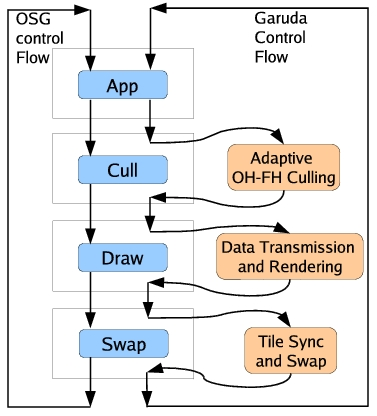 OSG
control
Flow
Garuda
Control
Flow
App
Cull
Adaptive
OH-FH Culling
Draw
Data Transmission
and Rendering
Swap
Tile Sync
and Swap